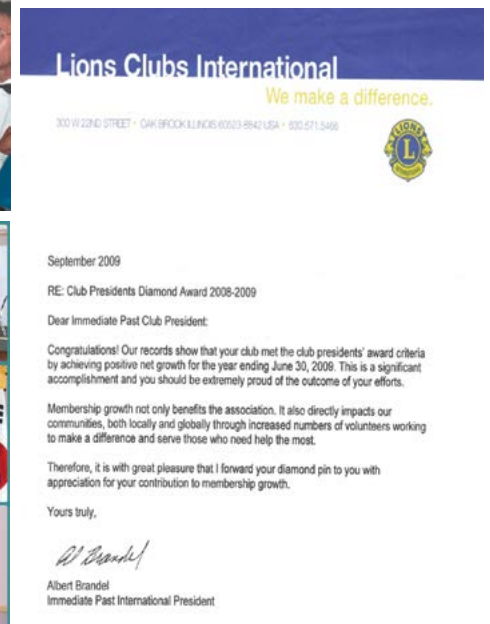 Lions Clubs International
We make a difference.
300 W 22ND STREET • OAK BROOK ILLINOIS 60523-8842 USA • 630.571.5466
LIONS
L
INTERNATIONAL
September 2009
RE: Club Presidents Diamond Award 2008-2009
Dear Immediate Past Club President:
Congratulations! Our records show that your club met the club presidents' award criteria
by achieving positive net growth for the year ending June 30, 2009. This is a significant
accomplishment and you should be extremely proud of the outcome of your efforts.
Membership growth not only benefits the association. It also directly impacts our
communities, both locally and globally through increased numbers of volunteers working
to make a difference and serve those who need help the most.
Therefore, it is with great pleasure that I forward your diamond pin to you with
appreciation for your contribution to membership growth.
Yours truly,
Al Brandel
Albert Brandel
Immediate Past International President